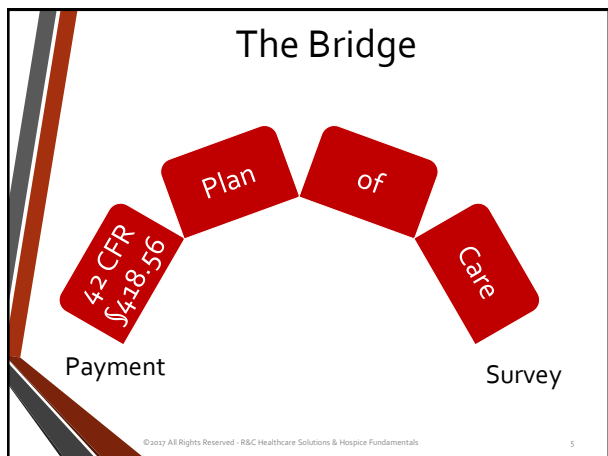 The Bridge
42 CFR
§418.56
Plan
of
Care
Payment
Survey
©2017 All Rights Reserved - R&C Healthcare Solutions & Hospice Fundamentals
5